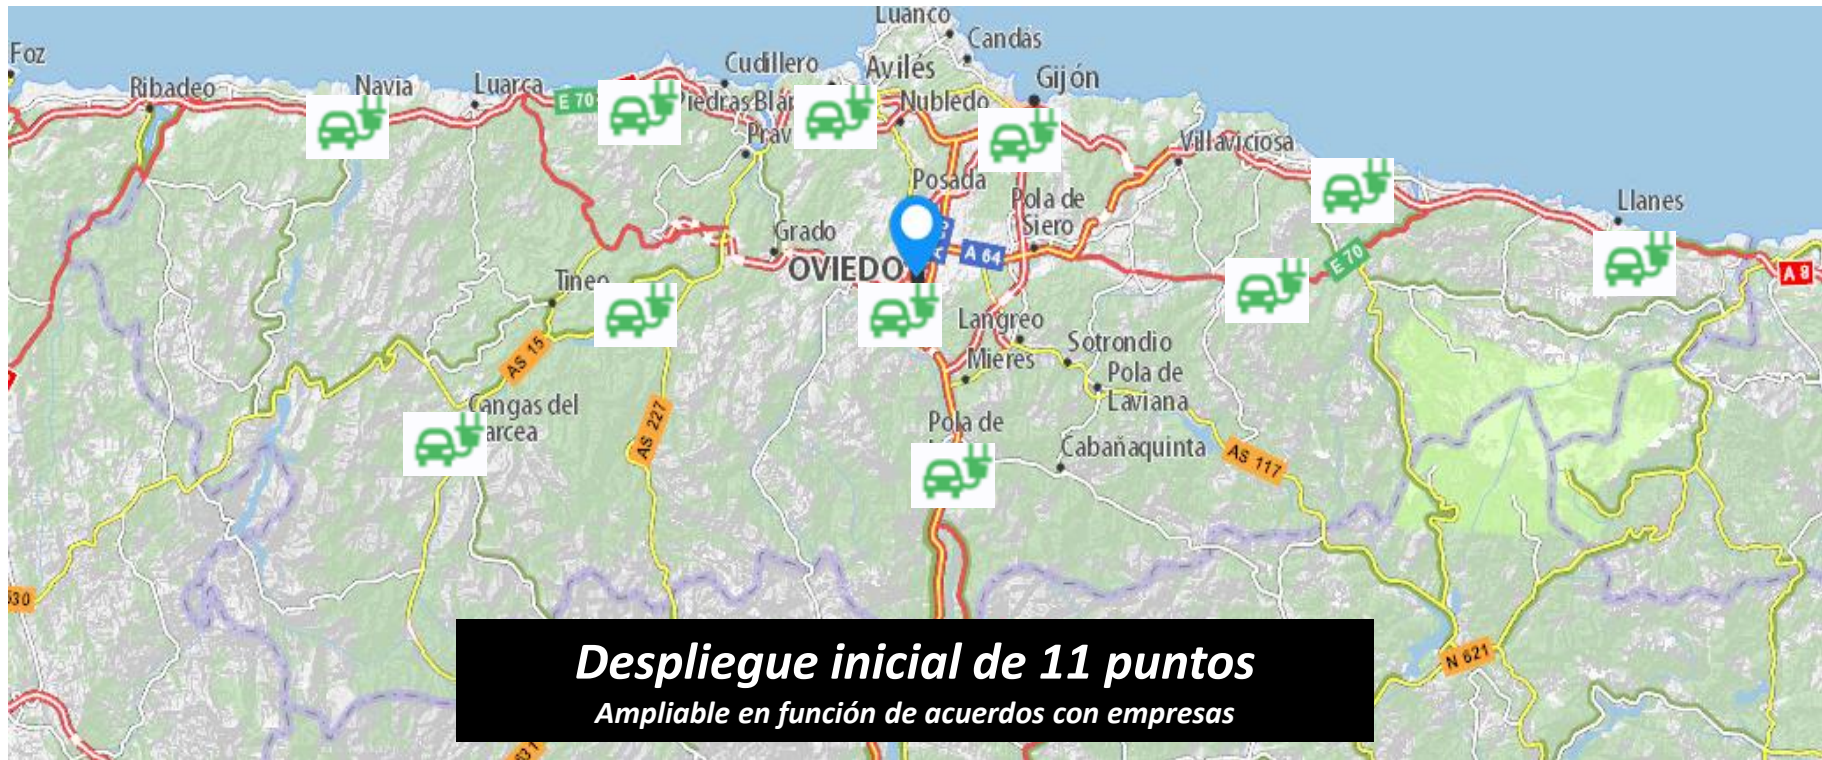 Luanco
Candás
Foz
Cudillero
Avilés
Gijón
Ribadeo
Navia
Luarca
E 70
Nubledo
Villaviciosa
Posada
Pola de
Siero
Llanes
Grado
A 64
E 70
OVIEDO
A 8
Tineo
Langreo
Sotrondio
AS 15
Mieres
Pola de
Laviana
Cangas del
AS 227
Pola de
Cabañaquinta
AS 117
N 621
Despliegue inicial de 11 puntos
Ampliable en función de acuerdos con empresas